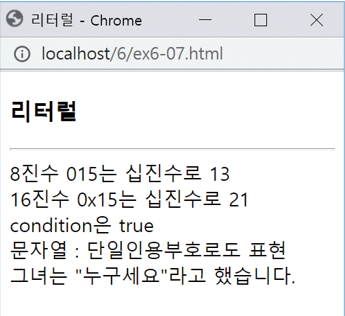 리터럴 - Chrome
localhost/6/ex6-07.html
리터럴
8진수 015는 십진수로 13
16진수 0x15는 십진수로 21
condition은 true
문자열 : 단일인용부호로도 표현
그녀는 "누구세요"라고 했습니다.